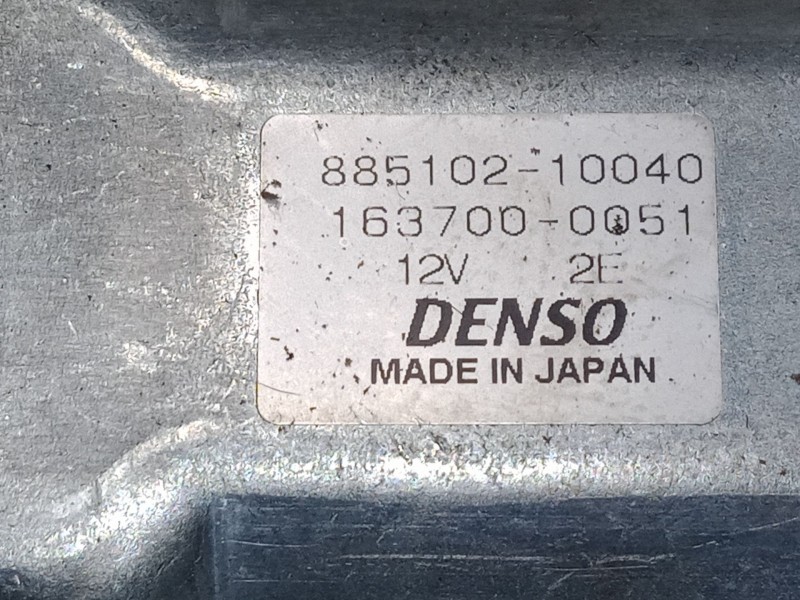 885102-10040
163700-0051
12V 2E
DENSO
MADE IN JAPAN